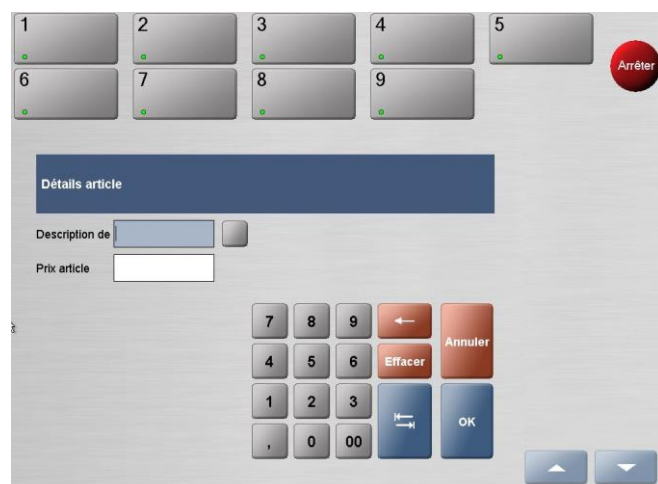 1
2
3
4
5
Arrêter
6
7
8
9
Détails article
Description de
Prix article
7 8 9
Annuler
4 5 6 Effacer
1 2 3
OK
, 0 00